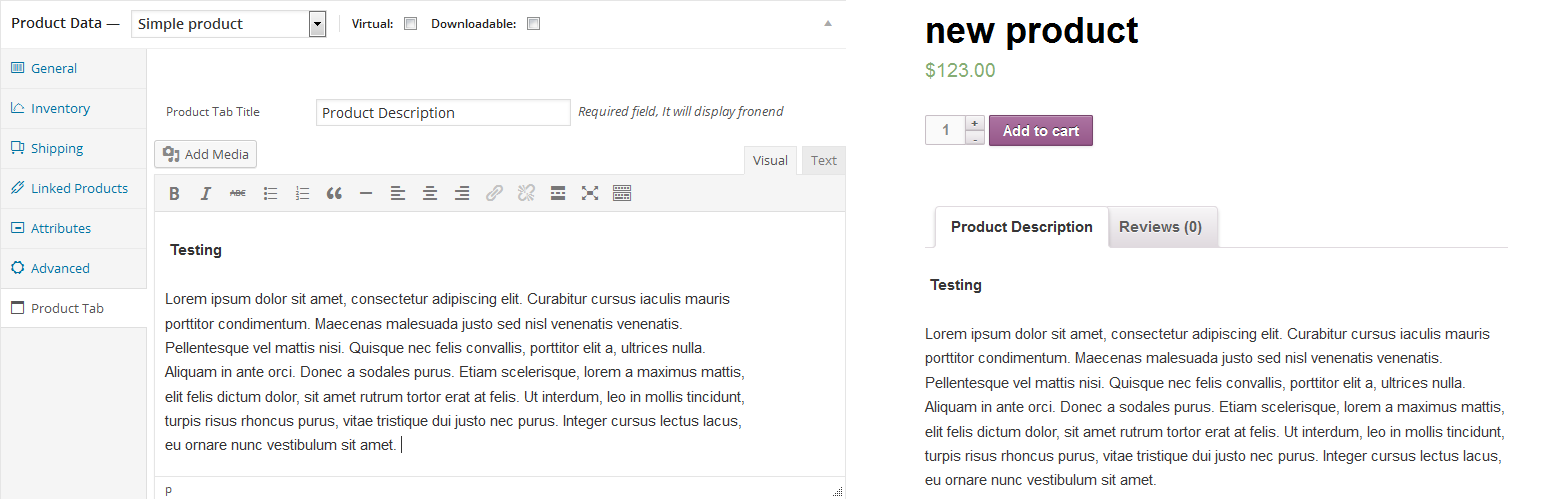 Product Data — Simple product Virtual: Downloadable:
General
Inventory
Shipping
Linked Products
Attributes
Advanced
Product Tab
Product Tab Title Product Description Required field, It will display fronend
Add Media
Visual Text
B I ABC
Testing
Lorem ipsum dolor sit amet, consectetur adipiscing elit. Curabitur cursus iaculis mauris
porttitor condimentum. Maecenas malesuada justo sed nisl venenatis venenatis.
Pellentesque vel mattis nisi. Quisque nec felis convallis, porttitor elit a, ultrices nulla.
Aliquam in ante orci. Donec a sodales purus. Etiam scelerisque, lorem a maximus mattis,
elit felis dictum dolor, sit amet rutrum tortor erat at felis. Ut interdum, leo in mollis tincidunt,
turpis risus rhoncus purus, vitae tristique dui justo nec purus. Integer cursus lectus lacus,
eu ornare nunc vestibulum sit amet.
p
new product
$123.00
1 + - Add to cart
Product Description Reviews (0)
Testing
Lorem ipsum dolor sit amet, consectetur adipiscing elit. Curabitur cursus iaculis mauris
porttitor condimentum. Maecenas malesuada justo sed nisl venenatis venenatis.
Pellentesque vel mattis nisi. Quisque nec felis convallis, porttitor elit a, ultrices nulla.
Aliquam in ante orci. Donec a sodales purus. Etiam scelerisque, lorem a maximus mattis,
elit felis dictum dolor, sit amet rutrum tortor erat at felis. Ut interdum, leo in mollis tincidunt,
turpis risus rhoncus purus, vitae tristique dui justo nec purus. Integer cursus lectus lacus,
eu ornare nunc vestibulum sit amet.